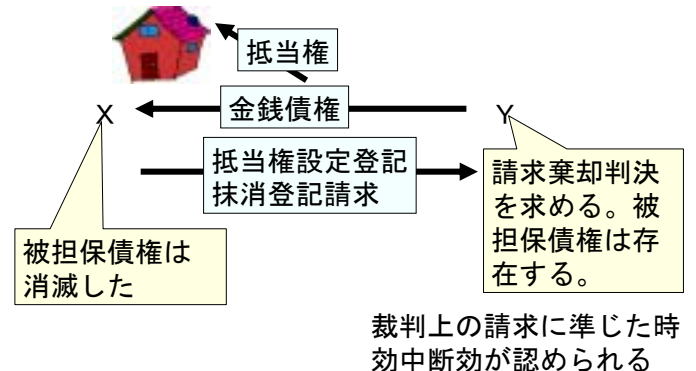 抵当権
X
金銭債権
Y
抵当権設定登記
抹消登記請求
被担保債権は
消滅した
請求棄却判決
を求める。被
担保債権は存
在する。
裁判上の請求に準じた時
効中断効が認められる